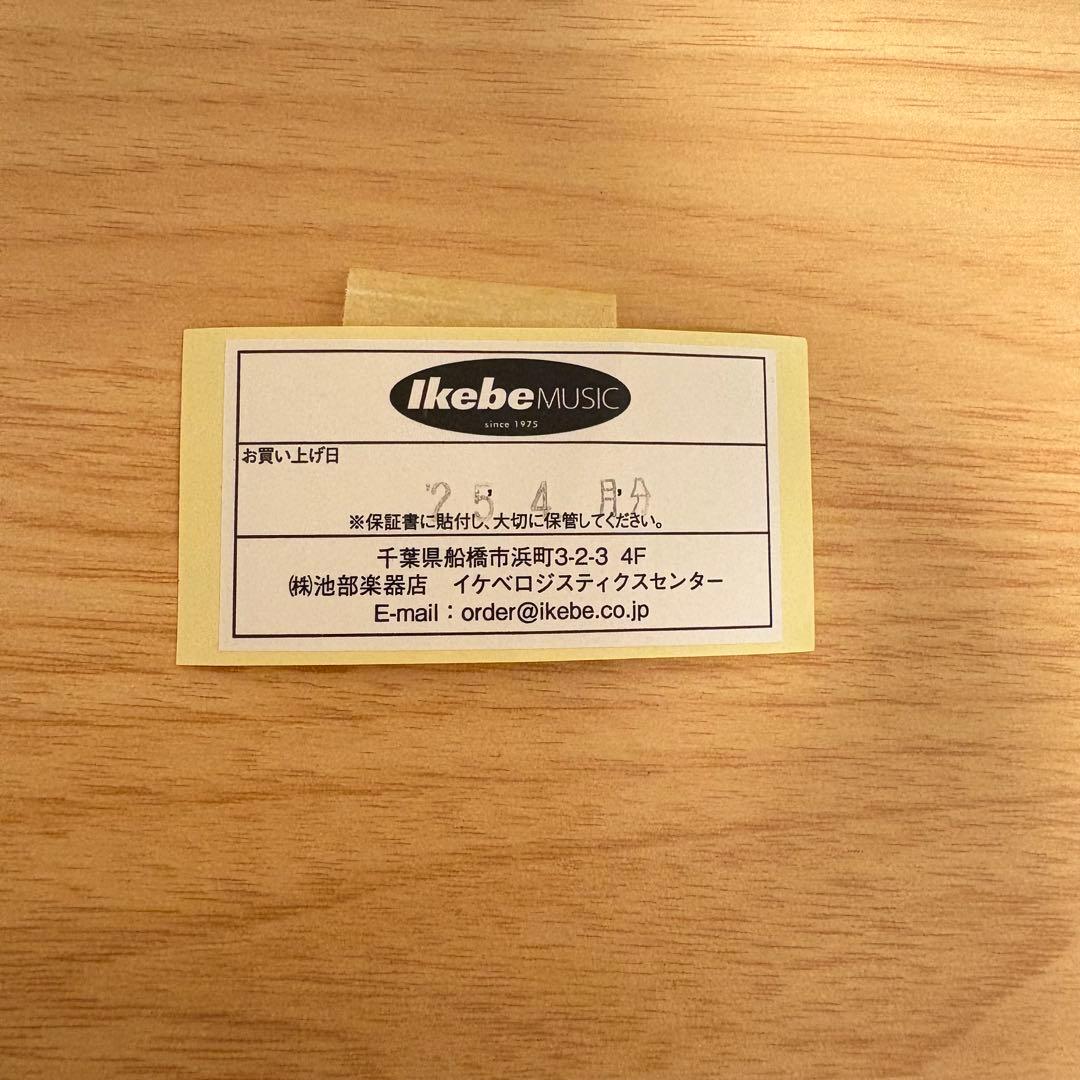 Ikebe MUSIC
since 1975
お買い上げ日
'25. 4 月分
※保証書に貼付し、大切に保管してください。
千葉県船橋市浜町3-2-3 4F
㈱池部楽器店　イケベロジスティクスセンター
E-mail：order@ikebe.co.jp